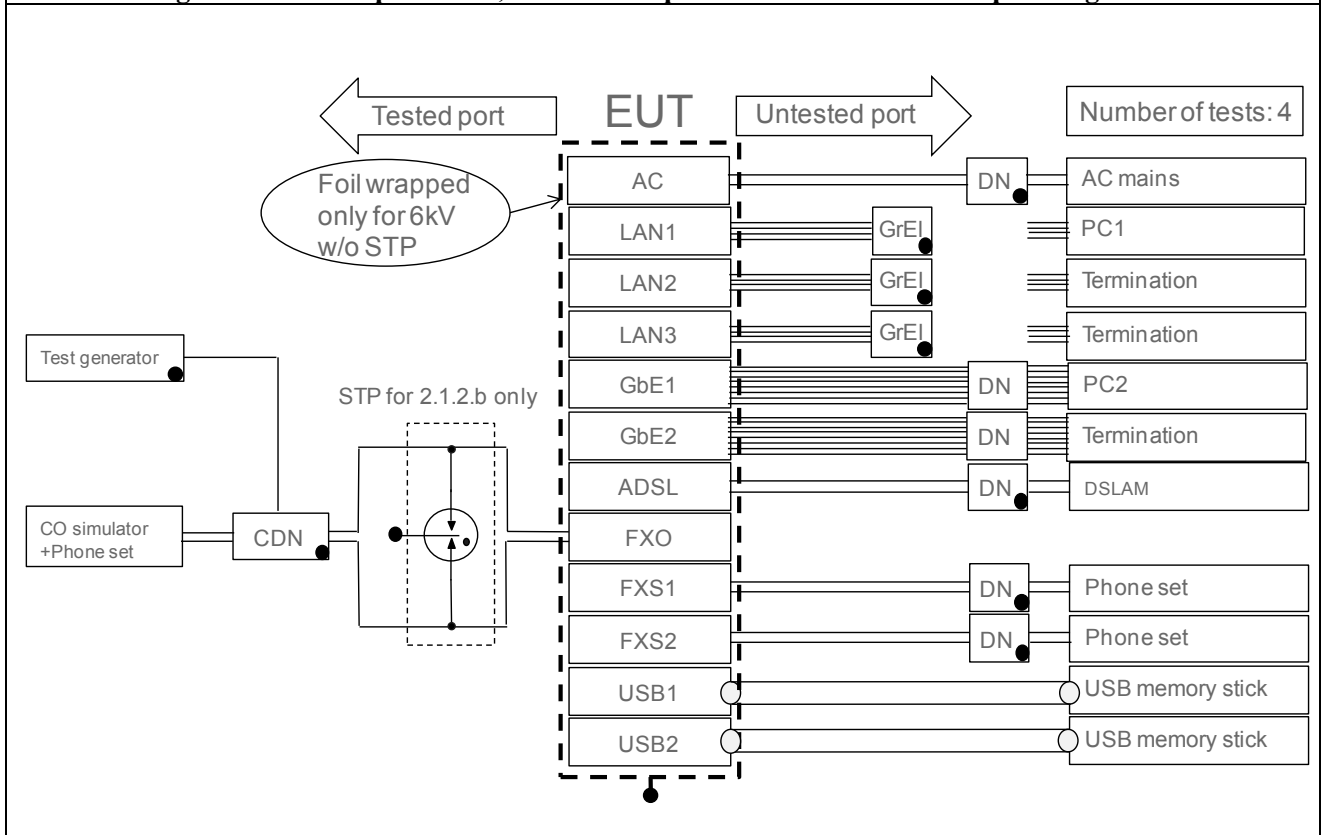 Tested port
EUT
Untested port
Number of tests: 4
Foil wrapped
only for 6kV
w/o STP
AC
DN
AC mains
LAN1
GrEl
PC1
LAN2
GrEl
Termination
LAN3
GrEl
Termination
Test generator
GbE1
DN
PC2
STP for 2.1.2.b only
GbE2
DN
Termination
ADSL
DN
DSLAM
CO simulator
+Phone set
CDN
FXO
FXS1
DN
Phone set
FXS2
DN
Phone set
USB1
USB memory stick
USB2
USB memory stick